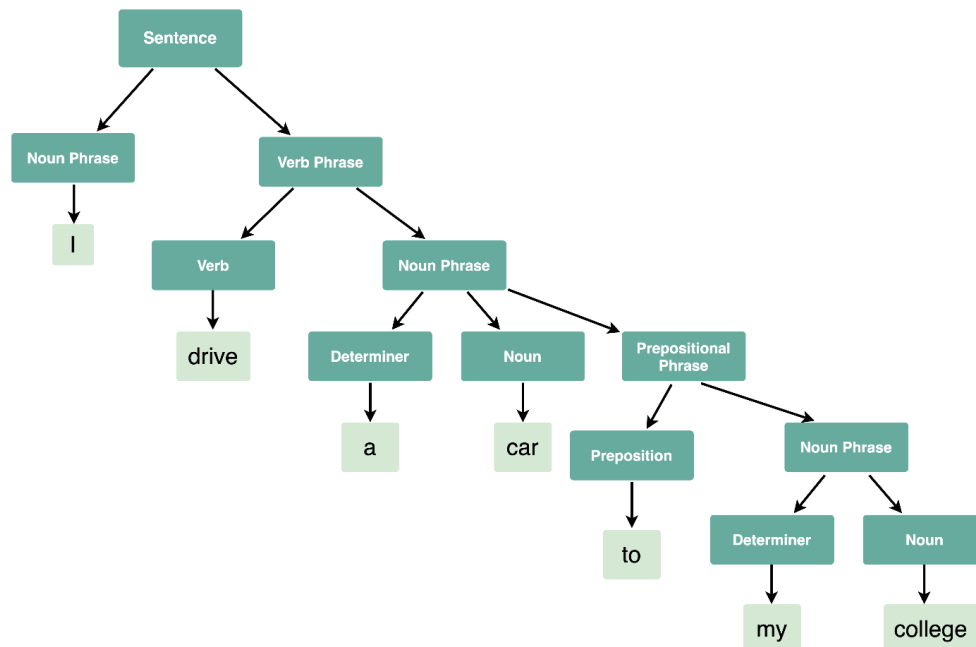 Sentence
Noun Phrase
Verb Phrase
I
Verb
Noun Phrase
drive
Determiner
Noun
Prepositional
Phrase
a
car
Preposition
Noun Phrase
to
Determiner
Noun
my
college